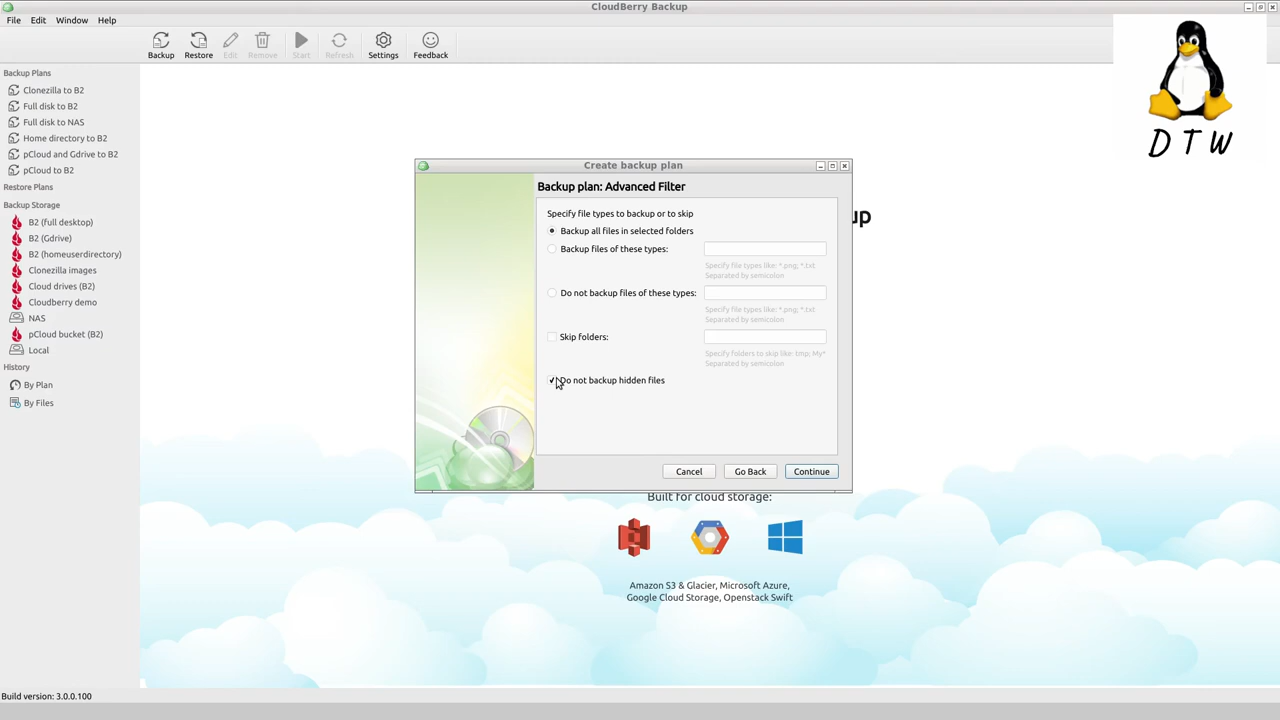 CloudBerry Backup
File Edit Window Help
Backup Restore Edit Remove Start Refresh Settings Feedback
DTW
Backup Plans
Clonezilla to B2
Full disk to B2
Full disk to NAS
Home directory to B2
pCloud and Gdrive to B2
pCloud to B2
Restore Plans
Backup Storage
B2 (full desktop)
B2 (Gdrive)
B2 (homeuserdirectory)
Clonezilla images
Cloud drives (B2)
Cloudberry demo
NAS
pCloud bucket (B2)
Local
History
By Plan
By Files
up
Create backup plan
Backup plan: Advanced Filter
Specify file types to backup or to skip
Backup all files in selected folders
Backup files of these types:
Specify file types like: *.png; *.txt
Separated by semicolon
Do not backup files of these types:
Specify file types like: *.png; *.txt
Separated by semicolon
Skip folders:
Specify folders to skip like: tmp; My*
Separated by semicolon
Do not backup hidden files
Cancel Go Back Continue
Built for cloud storage:
Amazon S3 & Glacier, Microsoft Azure,
Google Cloud Storage, Openstack Swift
Build version: 3.0.0.100